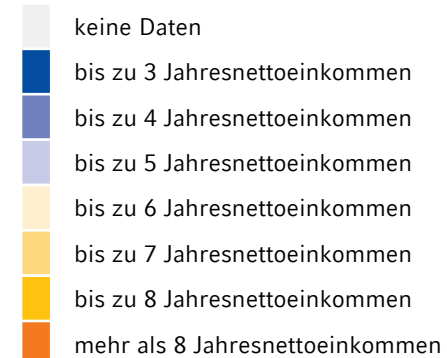 keine Daten
bis zu 3 Jahresnettoeinkommen
bis zu 4 Jahresnettoeinkommen
bis zu 5 Jahresnettoeinkommen
bis zu 6 Jahresnettoeinkommen
bis zu 7 Jahresnettoeinkommen
bis zu 8 Jahresnettoeinkommen
mehr als 8 Jahresnettoeinkommen